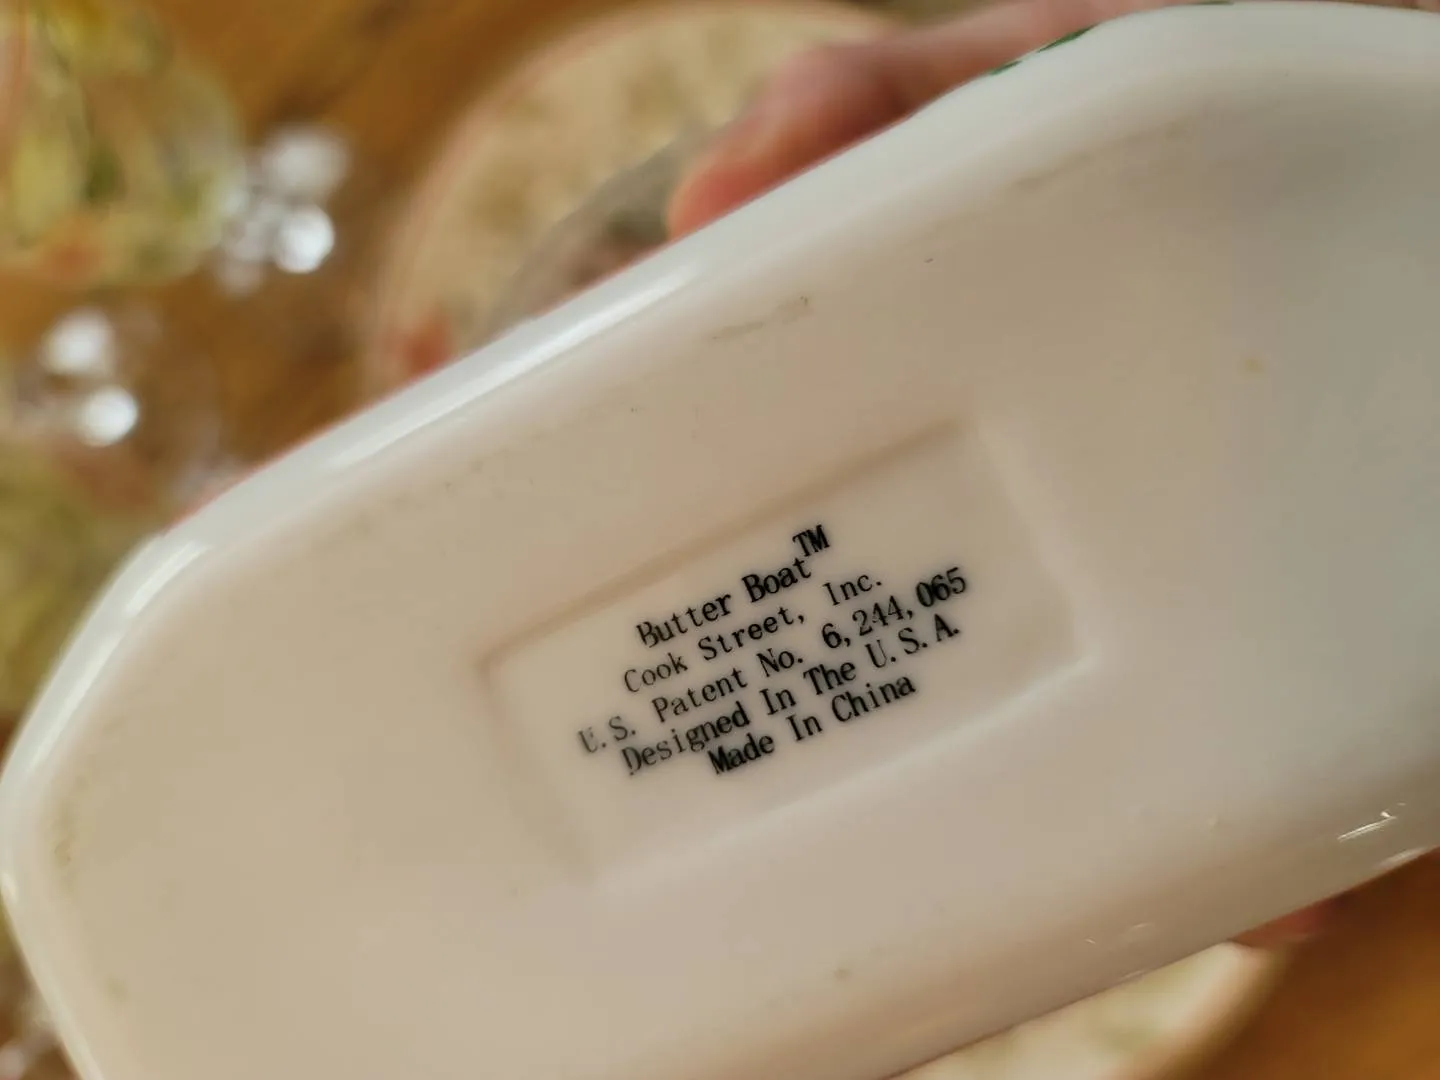 Butter Boat™
Cook Street, Inc.
U.S. Patent No. 6,244,065
Designed In The U.S.A.
Made In China